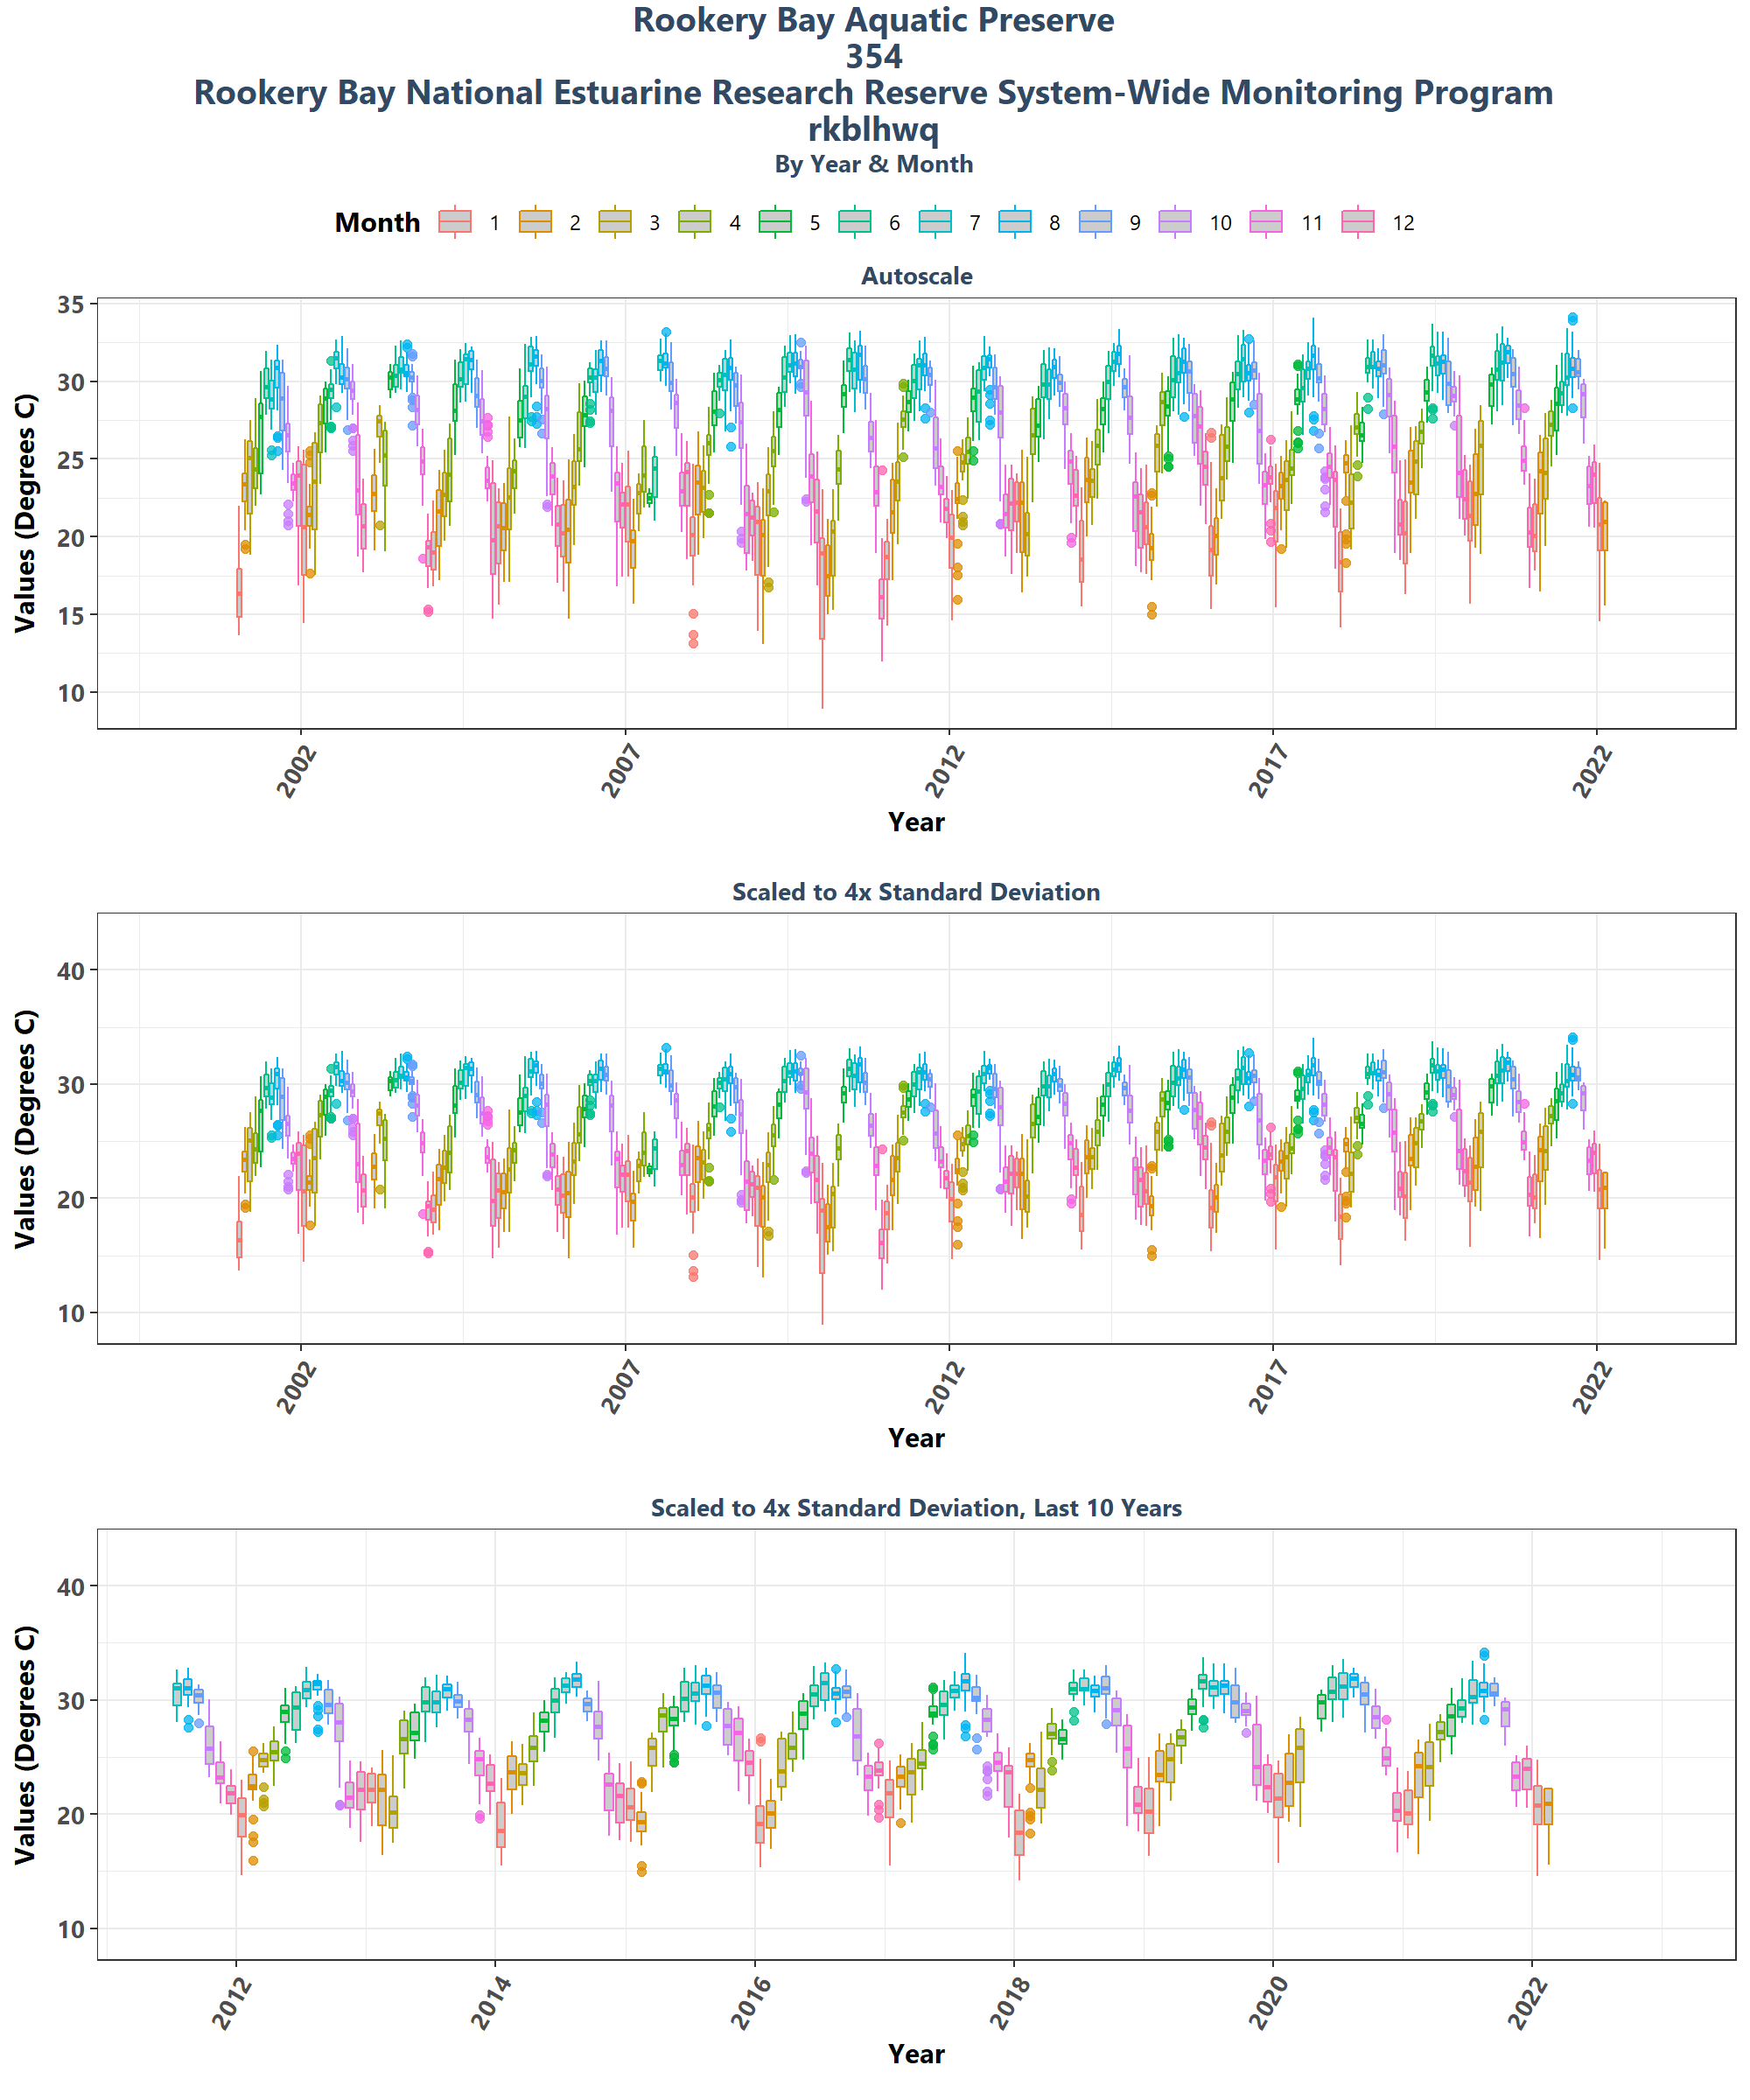 Rookery Bay Aquatic Preserve
354
Rookery Bay National Estuarine Research Reserve System-Wide Monitoring Program
rkblhwq
By Year & Month
Month 1 2 3 4 5 6 7 8 9 10 11 12
Autoscale
Values (Degrees C)
35
30
25
20
15
10
2002 2007 2012 2017 2022
Year
Scaled to 4x Standard Deviation
Values (Degrees C)
40
30
20
10
2002 2007 2012 2017 2022
Year
Scaled to 4x Standard Deviation, Last 10 Years
Values (Degrees C)
40
30
20
10
2012 2014 2016 2018 2020 2022
Year